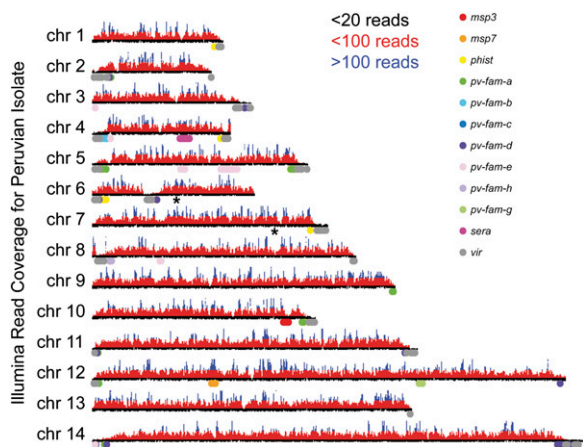 Illumina Read Coverage for Peruvian Isolate
<20 reads
<100 reads
>100 reads
chr 1
chr 2
chr 3
chr 4
chr 5
chr 6
*
chr 7
*
chr 8
chr 9
chr 10
chr 11
chr 12
chr 13
chr 14
msp3
msp7
phist
pv-fam-a
pv-fam-b
pv-fam-c
pv-fam-d
pv-fam-e
pv-fam-h
pv-fam-g
sera
vir